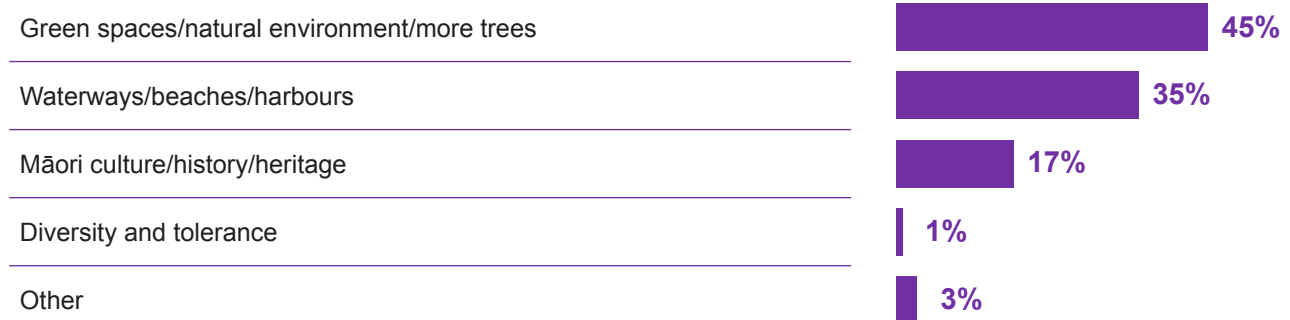 Green spaces/natural environment/more trees 45%
Waterways/beaches/harbours 35%
Māori culture/history/heritage 17%
Diversity and tolerance 1%
Other 3%